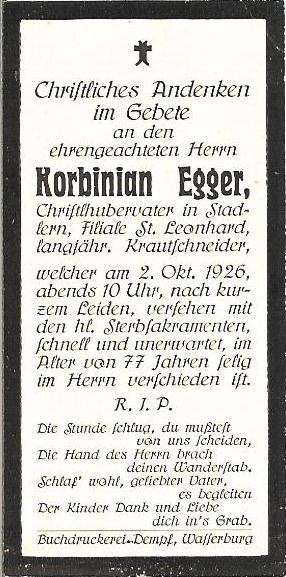 Christliches Andenken
im Gebete
an den
ehrengeachteten Herrn
Korbinian Egger,
Christlhubervater in Stad-
lern, Filiale St. Leonhard,
langjähr. Krautschneider,
welcher am 2. Okt. 1926,
abends 10 Uhr, nach kur-
zem Leiden, versehen mit
den hl. Sterbsakramenten,
schnell und unerwartet, im
Alter von 77 Jahren selig
im Herrn verschieden ist.
R. I. P.
Die Stunde schlug, du mußtest
von uns scheiden,
Die Hand des Herrn brach
deinen Wanderstab.
Schlaf' wohl, geliebter Vater,
es begleiten
Der Kinder Dank und Liebe
dich in's Grab.
Buchdruckerei Dempf, Wasserburg